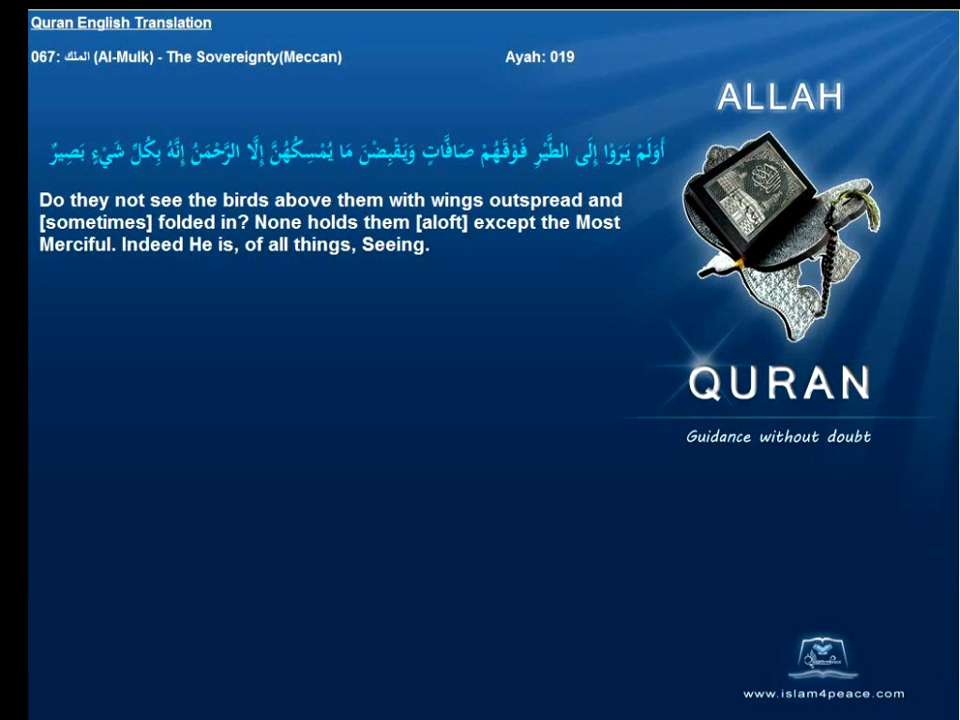 Quran English Translation
067: الملك (Al-Mulk) - The Sovereignty(Meccan) Ayah: 019
ALLAH
أَوَلَمْ يَرَوْا إِلَى الطَّيْرِ فَوْقَهُمْ صَافَّاتٍ وَيَقْبِضْنَ مَا يُمْسِكُهُنَّ إِلَّا الرَّحْمَنُ إِنَّهُ بِكُلِّ شَيْءٍ بَصِيرٌ
Do they not see the birds above them with wings outspread and
[sometimes] folded in? None holds them [aloft] except the Most
Merciful. Indeed He is, of all things, Seeing.
QURAN
Guidance without doubt
www.islam4peace.com